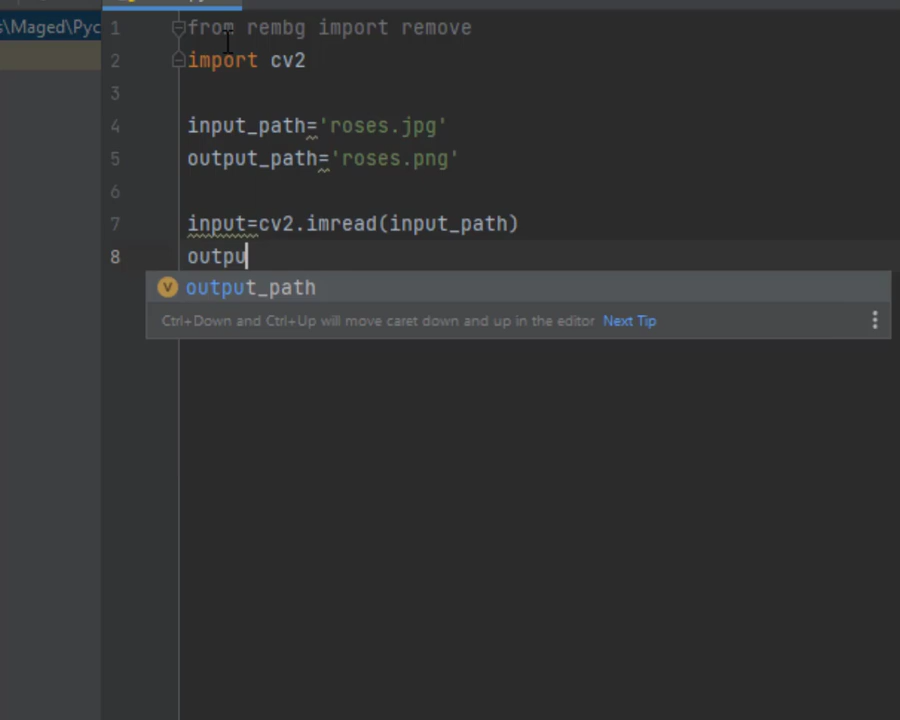 s\Maged\Pyc
1 from rembg import remove
2 import cv2
3
4 input_path='roses.jpg'
5 output_path='roses.png'
6
7 input=cv2.imread(input_path)
8 outpu
V output_path
Ctrl+Down and Ctrl+Up will move caret down and up in the editor Next Tip